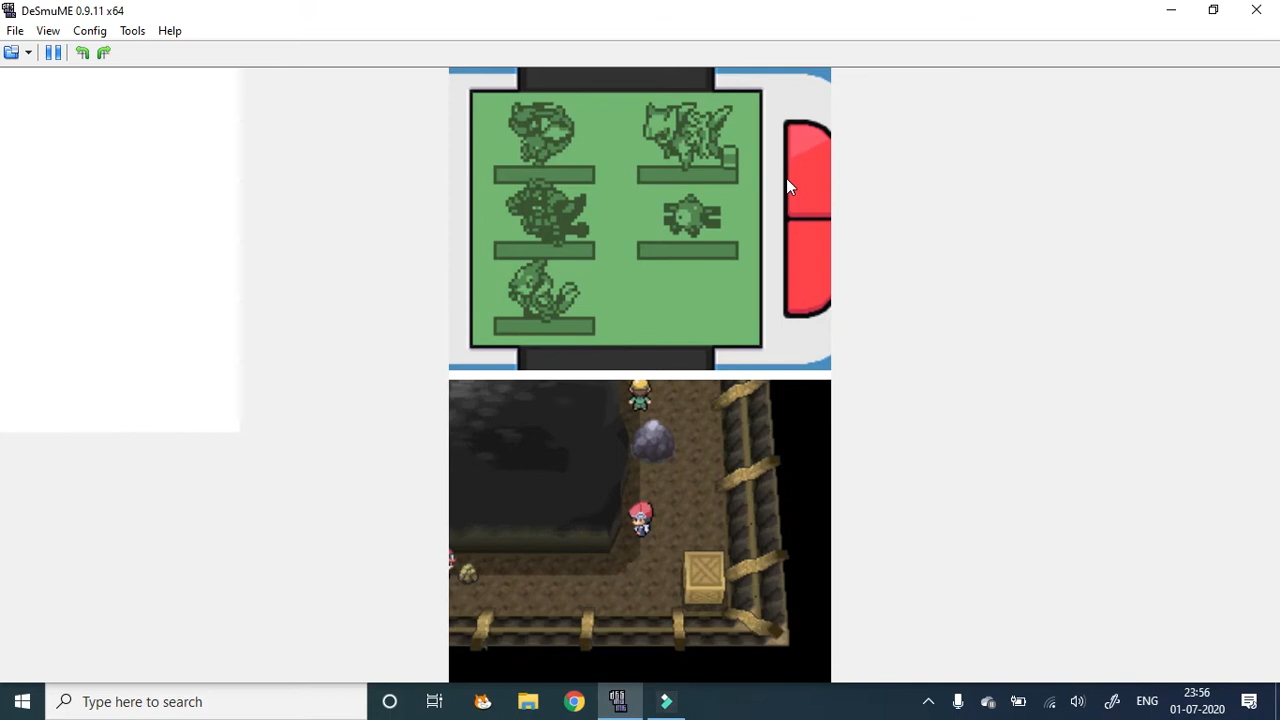 DeSmuME 0.9.11 x64
File View Config Tools Help
Type here to search
ENG
23:56
01-07-2020